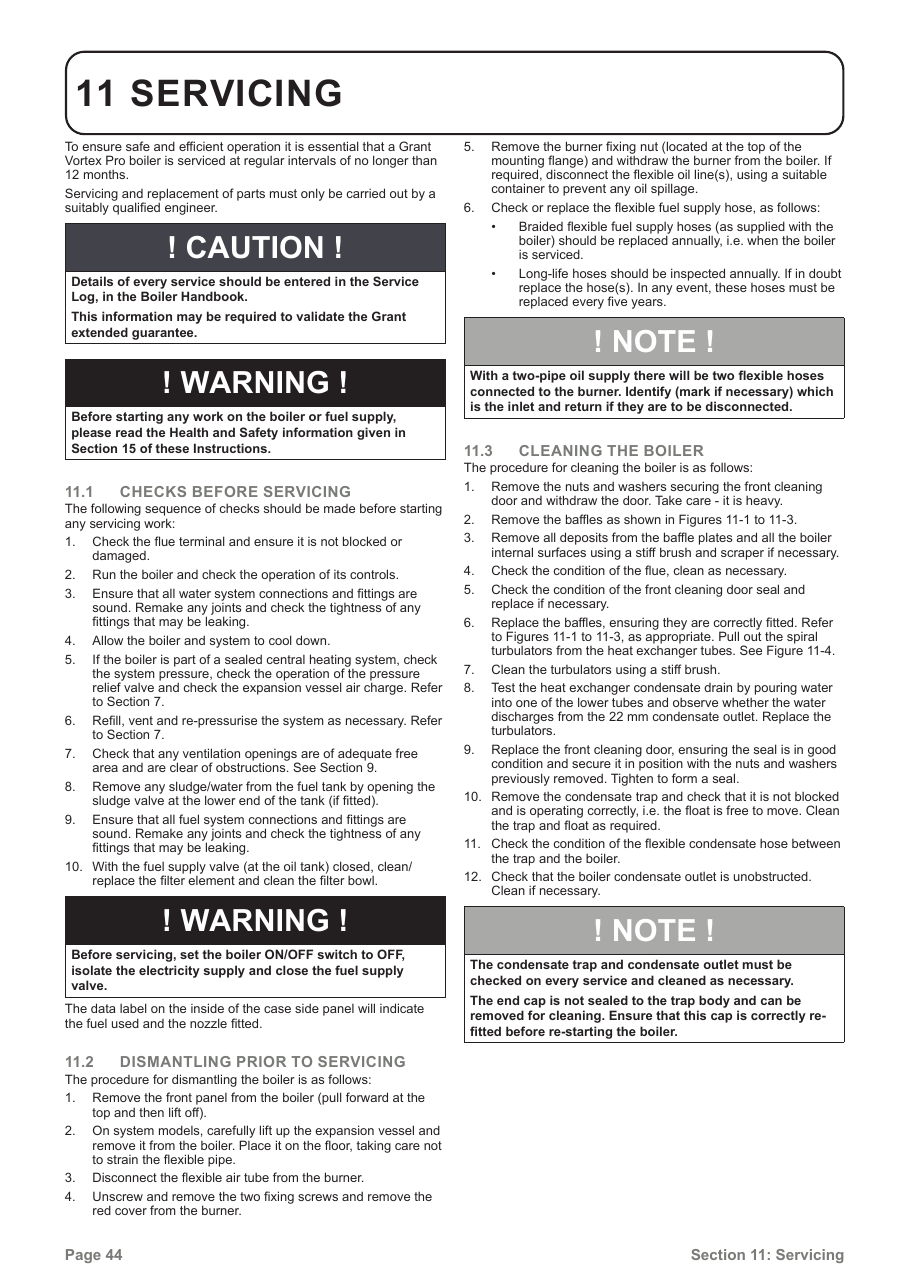 11 SERVICING
To ensure safe and efficient operation it is essential that a Grant
Vortex Pro boiler is serviced at regular intervals of no longer than
12 months.
Servicing and replacement of parts must only be carried out by a
suitably qualified engineer.
! CAUTION !
Details of every service should be entered in the Service
Log, in the Boiler Handbook.
This information may be required to validate the Grant
extended guarantee.
! WARNING !
Before starting any work on the boiler or fuel supply,
please read the Health and Safety information given in
Section 15 of these Instructions.
11.1 CHECKS BEFORE SERVICING
The following sequence of checks should be made before starting
any servicing work:
1. Check the flue terminal and ensure it is not blocked or
damaged.
2. Run the boiler and check the operation of its controls.
3. Ensure that all water system connections and fittings are
sound. Remake any joints and check the tightness of any
fittings that may be leaking.
4. Allow the boiler and system to cool down.
5. If the boiler is part of a sealed central heating system, check
the system pressure, check the operation of the pressure
relief valve and check the expansion vessel air charge. Refer
to Section 7.
6. Refill, vent and re-pressurise the system as necessary. Refer
to Section 7.
7. Check that any ventilation openings are of adequate free
area and are clear of obstructions. See Section 9.
8. Remove any sludge/water from the fuel tank by opening the
sludge valve at the lower end of the tank (if fitted).
9. Ensure that all fuel system connections and fittings are
sound. Remake any joints and check the tightness of any
fittings that may be leaking.
10. With the fuel supply valve (at the oil tank) closed, clean/
replace the filter element and clean the filter bowl.
! WARNING !
Before servicing, set the boiler ON/OFF switch to OFF,
isolate the electricity supply and close the fuel supply
valve.
The data label on the inside of the case side panel will indicate
the fuel used and the nozzle fitted.
11.2 DISMANTLING PRIOR TO SERVICING
The procedure for dismantling the boiler is as follows:
1. Remove the front panel from the boiler (pull forward at the
top and then lift off).
2. On system models, carefully lift up the expansion vessel and
remove it from the boiler. Place it on the floor, taking care not
to strain the flexible pipe.
3. Disconnect the flexible air tube from the burner.
4. Unscrew and remove the two fixing screws and remove the
red cover from the burner.
5. Remove the burner fixing nut (located at the top of the
mounting flange) and withdraw the burner from the boiler. If
required, disconnect the flexible oil line(s), using a suitable
container to prevent any oil spillage.
6. Check or replace the flexible fuel supply hose, as follows:
• Braided flexible fuel supply hoses (as supplied with the
boiler) should be replaced annually, i.e. when the boiler
is serviced.
• Long-life hoses should be inspected annually. If in doubt
replace the hose(s). In any event, these hoses must be
replaced every five years.
! NOTE !
With a two-pipe oil supply there will be two flexible hoses
connected to the burner. Identify (mark if necessary) which
is the inlet and return if they are to be disconnected.
11.3 CLEANING THE BOILER
The procedure for cleaning the boiler is as follows:
1. Remove the nuts and washers securing the front cleaning
door and withdraw the door. Take care - it is heavy.
2. Remove the baffles as shown in Figures 11-1 to 11-3.
3. Remove all deposits from the baffle plates and all the boiler
internal surfaces using a stiff brush and scraper if necessary.
4. Check the condition of the flue, clean as necessary.
5. Check the condition of the front cleaning door seal and
replace if necessary.
6. Replace the baffles, ensuring they are correctly fitted. Refer
to Figures 11-1 to 11-3, as appropriate. Pull out the spiral
turbulators from the heat exchanger tubes. See Figure 11-4.
7. Clean the turbulators using a stiff brush.
8. Test the heat exchanger condensate drain by pouring water
into one of the lower tubes and observe whether the water
discharges from the 22 mm condensate outlet. Replace the
turbulators.
9. Replace the front cleaning door, ensuring the seal is in good
condition and secure it in position with the nuts and washers
previously removed. Tighten to form a seal.
10. Remove the condensate trap and check that it is not blocked
and is operating correctly, i.e. the float is free to move. Clean
the trap and float as required.
11. Check the condition of the flexible condensate hose between
the trap and the boiler.
12. Check that the boiler condensate outlet is unobstructed.
Clean if necessary.
! NOTE !
The condensate trap and condensate outlet must be
checked on every service and cleaned as necessary.
The end cap is not sealed to the trap body and can be
removed for cleaning. Ensure that this cap is correctly re-
fitted before re-starting the boiler.
Page 44
Section 11: Servicing